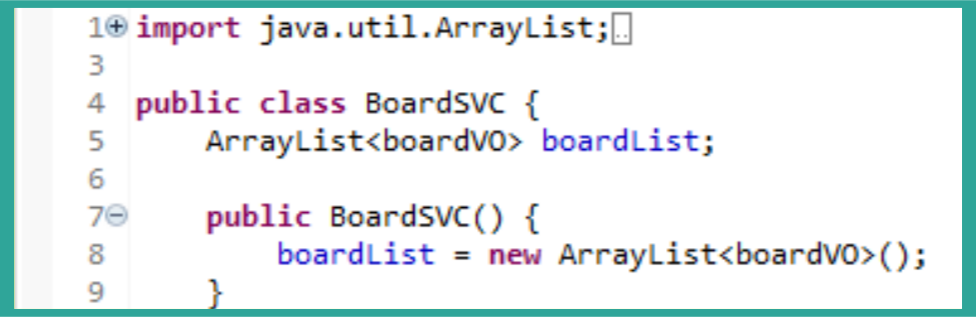 1 import java.util.ArrayList;
3
4 public class BoardSVC {
5 ArrayList<boardVO> boardList;
6
7 public BoardSVC() {
8 boardList = new ArrayList<boardVO>();
9 }